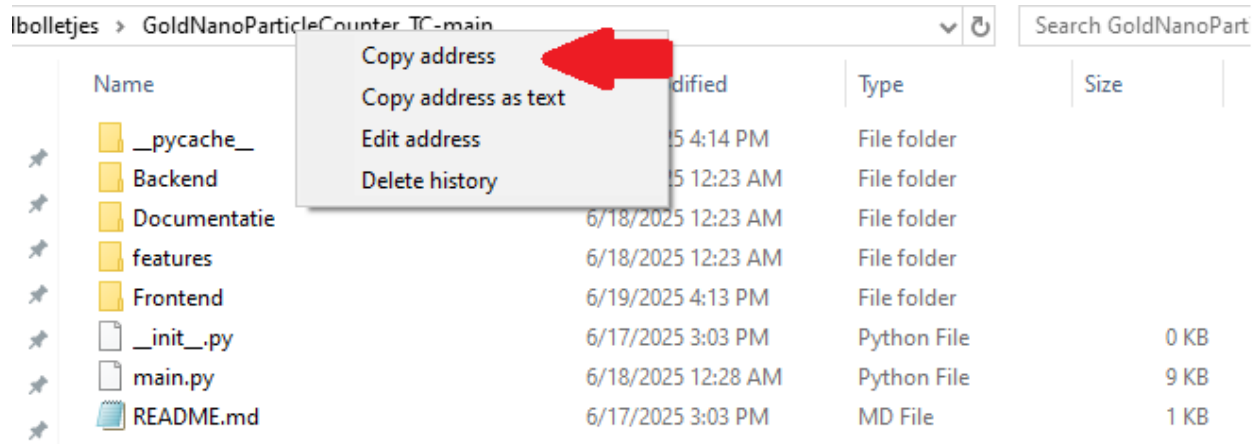 lbolletjes > GoldNanoParticleCounter_TC-main Search GoldNanoParti
Copy address
Name dified Type Size
Copy address as text
__pycache__ 25 4:14 PM File folder
Edit address
Backend 25 12:23 AM File folder
Delete history
Documentatie 6/18/2025 12:23 AM File folder
features 6/18/2025 12:23 AM File folder
Frontend 6/19/2025 4:13 PM File folder
__init__.py 6/17/2025 3:03 PM Python File 0 KB
main.py 6/18/2025 12:28 AM Python File 9 KB
README.md 6/17/2025 3:03 PM MD File 1 KB